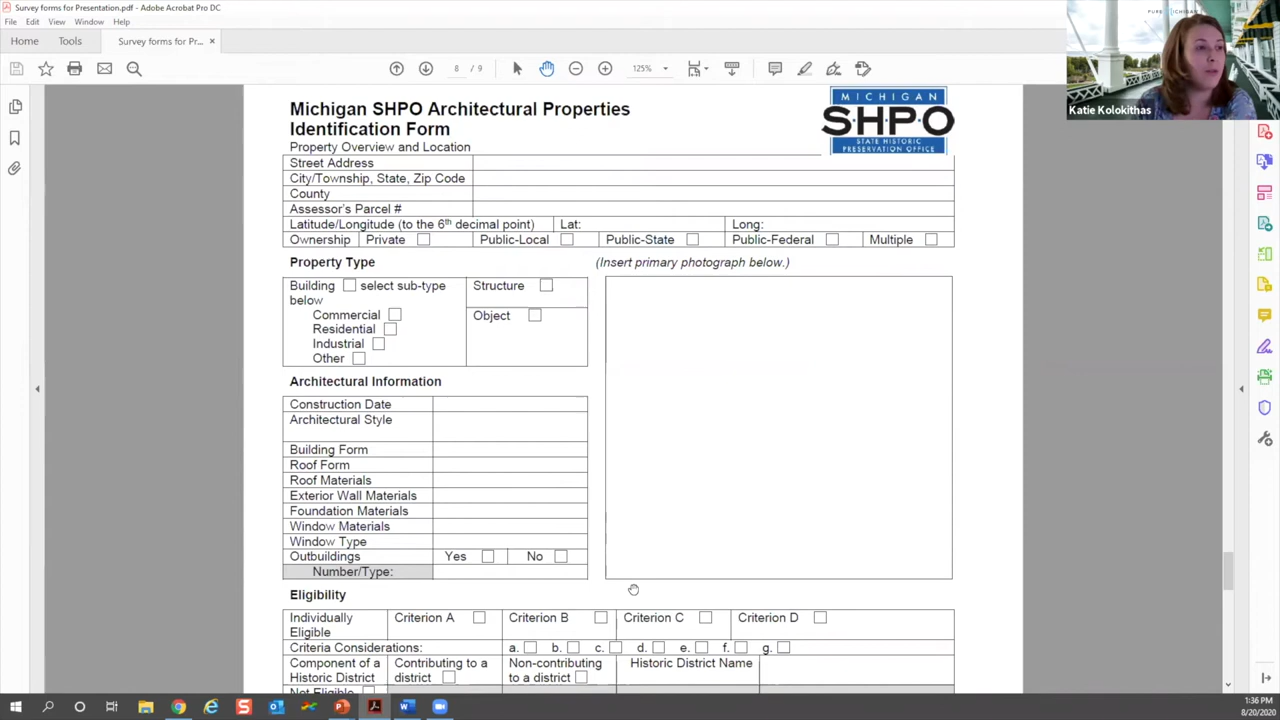 Survey forms for Presentation.pdf - Adobe Acrobat Pro DC
File Edit View Window Help
Home Tools Survey forms for Pr... ×
8 / 9 125%
PURE MICHIGAN
Katie Kolokithas
Michigan SHPO Architectural Properties
Identification Form
MICHIGAN
SHPO
STATE HISTORIC
PRESERVATION OFFICE
Property Overview and Location
Street Address
City/Township, State, Zip Code
County
Assessor's Parcel #
Latitude/Longitude (to the 6th decimal point) Lat: Long:
Ownership Private Public-Local Public-State Public-Federal Multiple
Property Type (Insert primary photograph below.)
Building select sub-type
below
Structure
Commercial
Object
Residential
Industrial
Other
Architectural Information
Construction Date
Architectural Style
Building Form
Roof Form
Roof Materials
Exterior Wall Materials
Foundation Materials
Window Materials
Window Type
Outbuildings Yes No
Number/Type:
Eligibility
Individually
Eligible
Criterion A Criterion B Criterion C Criterion D
Criteria Considerations: a. b. c. d. e. f. g.
Component of a
Historic District
Contributing to a
district
Non-contributing
to a district
Historic District Name
Not Eligible
1:36 PM
8/20/2020